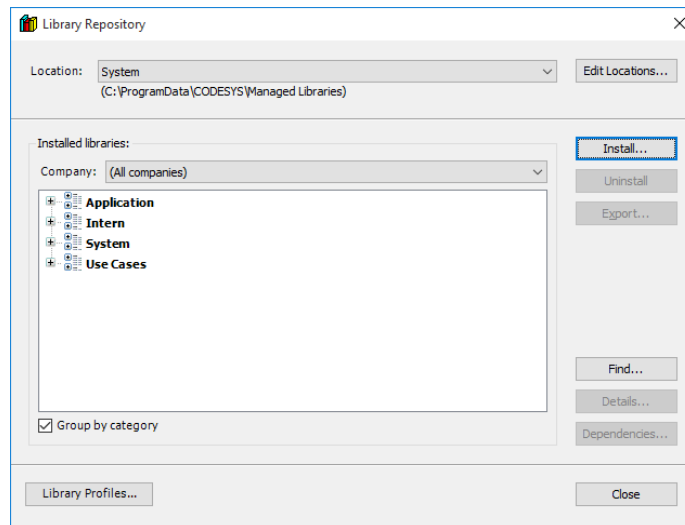 Library Repository
Location: System Edit Locations...
(C:\ProgramData\CODESYS\Managed Libraries)
Installed libraries:
Install...
Company: (All companies)
Uninstall
Application
Export...
Intern
System
Use Cases
Find...
Details...
Group by category
Dependencies...
Library Profiles... Close